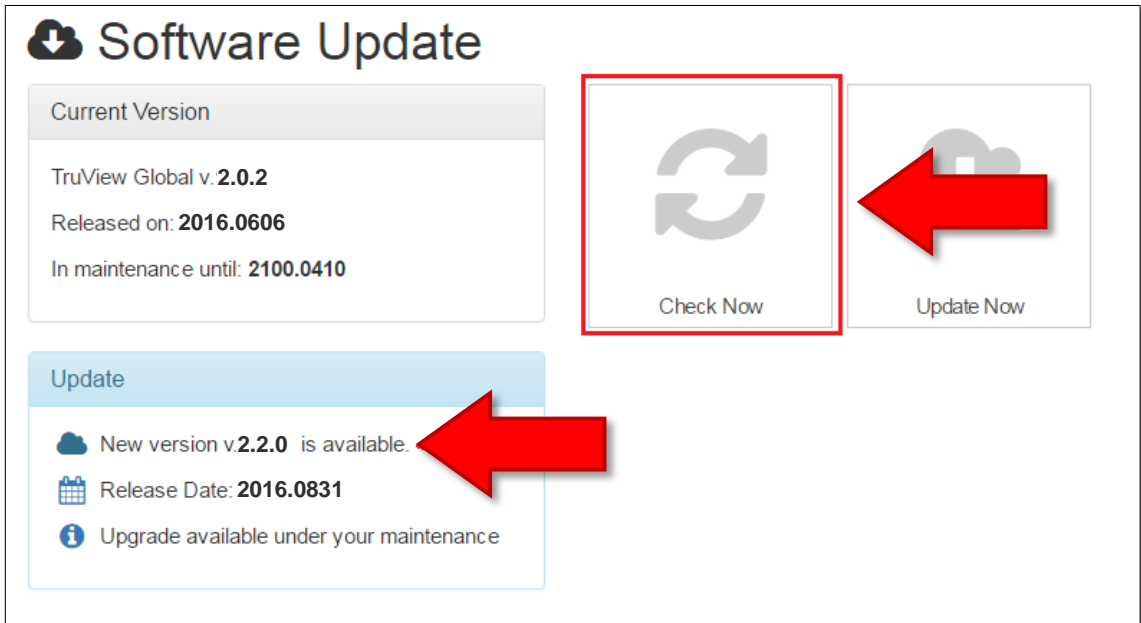 Software Update
Current Version
TruView Global v. 2.0.2
Released on: 2016.0606
In maintenance until: 2100.0410
Check Now
Update Now
Update
New version v.2.2.0 is available.
Release Date: 2016.0831
Upgrade available under your maintenance